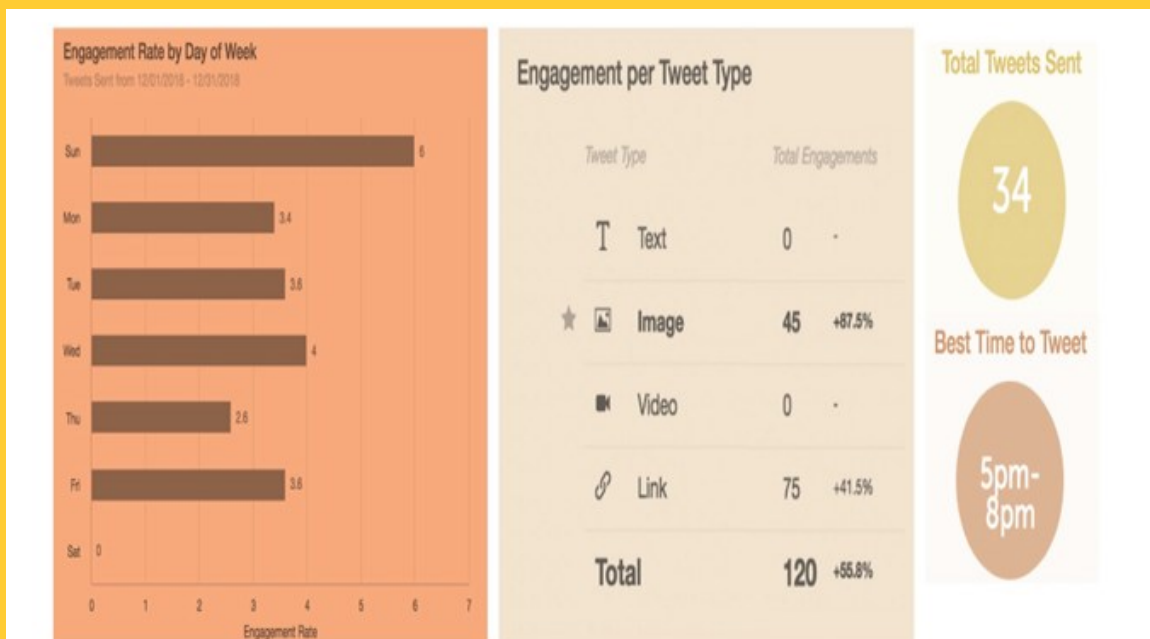 Engagement Rate by Day of Week
Tweets Sent from 12/01/2018 - 12/31/2018
Sun 6
Mon 3.4
Tue 3.6
Wed 4
Thu 2.6
Fri 3.6
Sat 0
0 1 2 3 4 5 6 7
Engagement Rate
Engagement per Tweet Type
Tweet Type Total Engagements
Text 0 -
Image 45 +87.5%
Video 0 -
Link 75 +41.5%
Total 120 +55.8%
Total Tweets Sent
34
Best Time to Tweet
5pm-
8pm